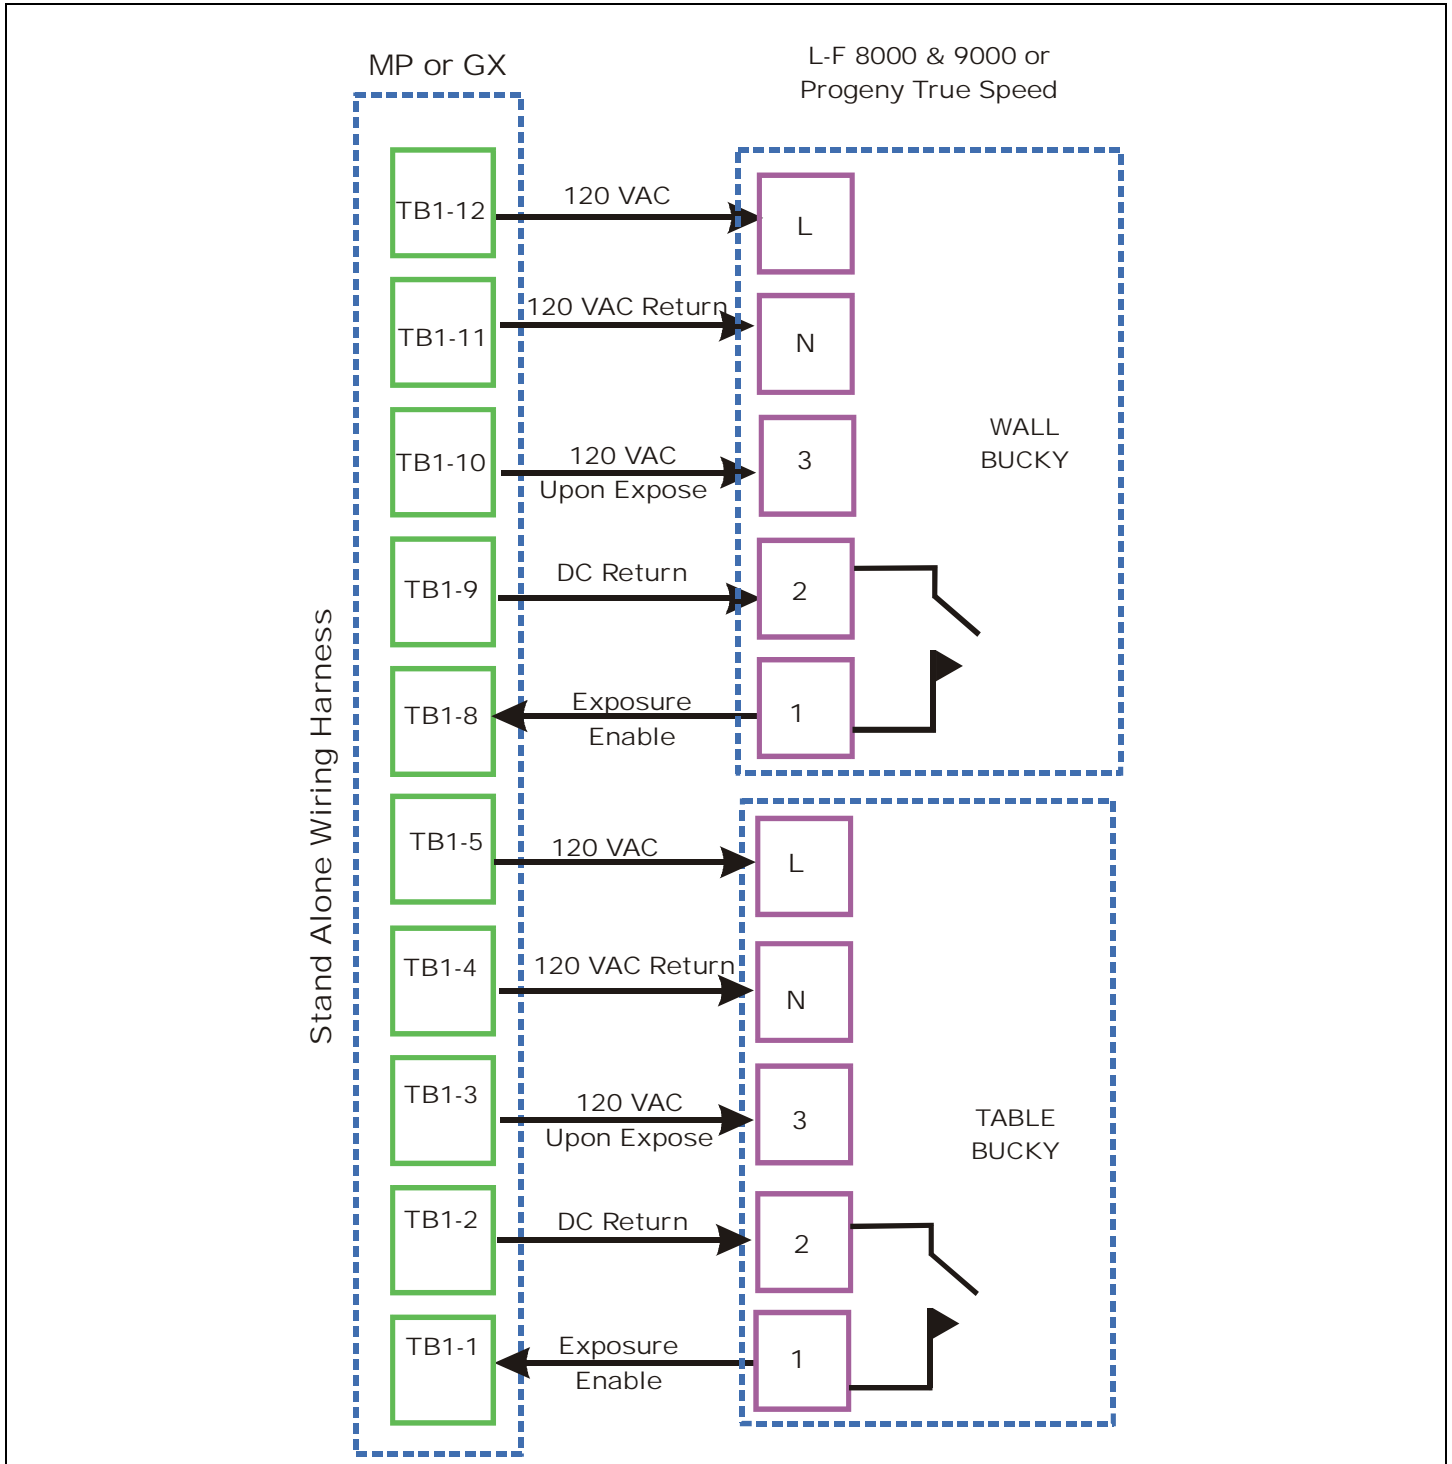 MP or GX
L-F 8000 & 9000 or
Progeny True Speed
Stand Alone Wiring Harness
TB1-12
120 VAC
L
TB1-11
120 VAC Return
N
TB1-10
120 VAC
Upon Expose
3
WALL
BUCKY
TB1-9
DC Return
2
TB1-8
Exposure
Enable
1
TB1-5
120 VAC
L
TB1-4
120 VAC Return
N
TB1-3
120 VAC
Upon Expose
3
TABLE
BUCKY
TB1-2
DC Return
2
TB1-1
Exposure
Enable
1